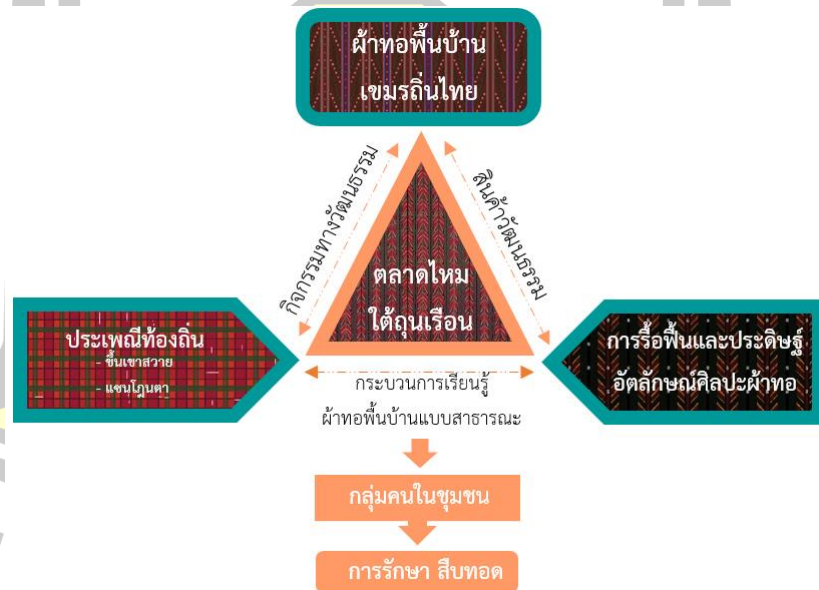 ผ้าทอพื้นบ้าน
เขมรถิ่นไทย
กิจกรรมทางวัฒนธรรม
สินค้าวัฒนธรรม
ตลาดไหม
ใต้ถุนเรือน
ประเพณีท้องถิ่น
- ขึ้นเขาสวาย
- แซนโฎนตา
การรื้อฟื้นและประดิษฐ์
อัตลักษณ์ศิลปะผ้าทอ
กระบวนการเรียนรู้
ผ้าทอพื้นบ้านแบบสาธารณะ
กลุ่มคนในชุมชน
การรักษา สืบทอด